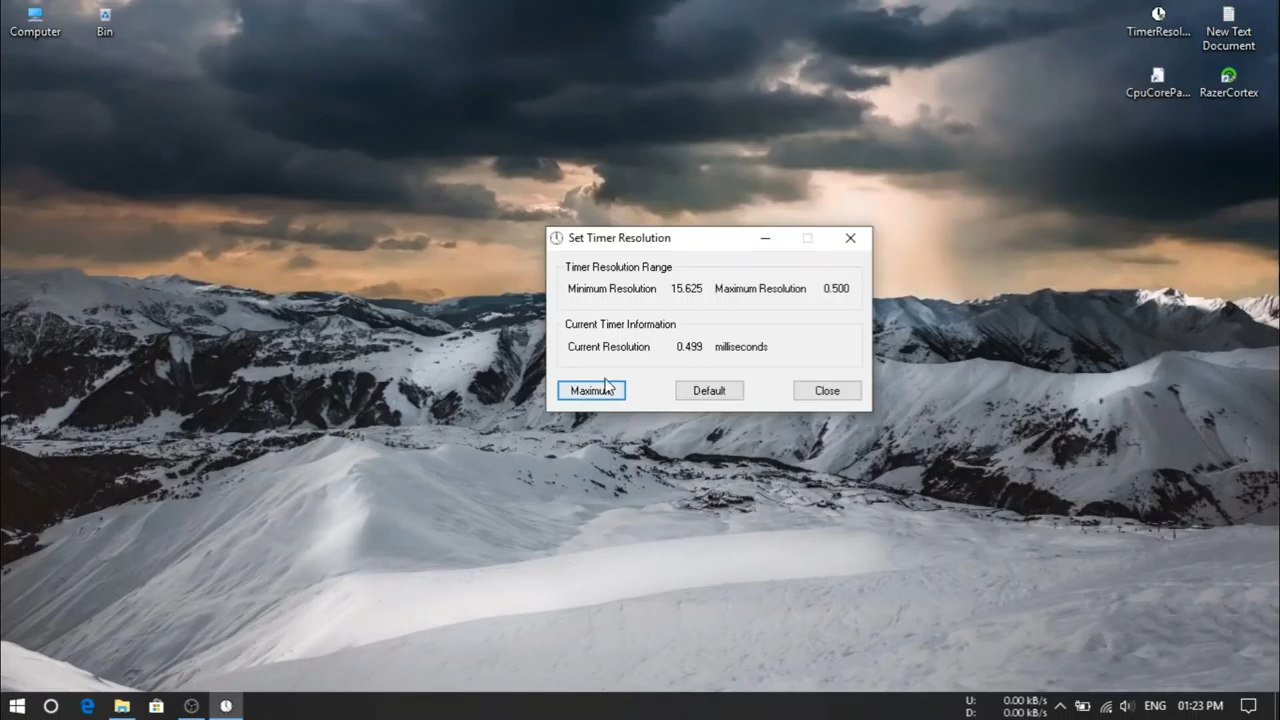 Computer
Bin
TimerResol...
New Text
Document
CpuCorePa...
RazerCortex
Set Timer Resolution
Timer Resolution Range
Minimum Resolution 15.625 Maximum Resolution 0.500
Current Timer Information
Current Resolution 0.499 milliseconds
Maximum Default Close
U: 0.00 kB/s
D: 0.00 kB/s
ENG 01:23 PM